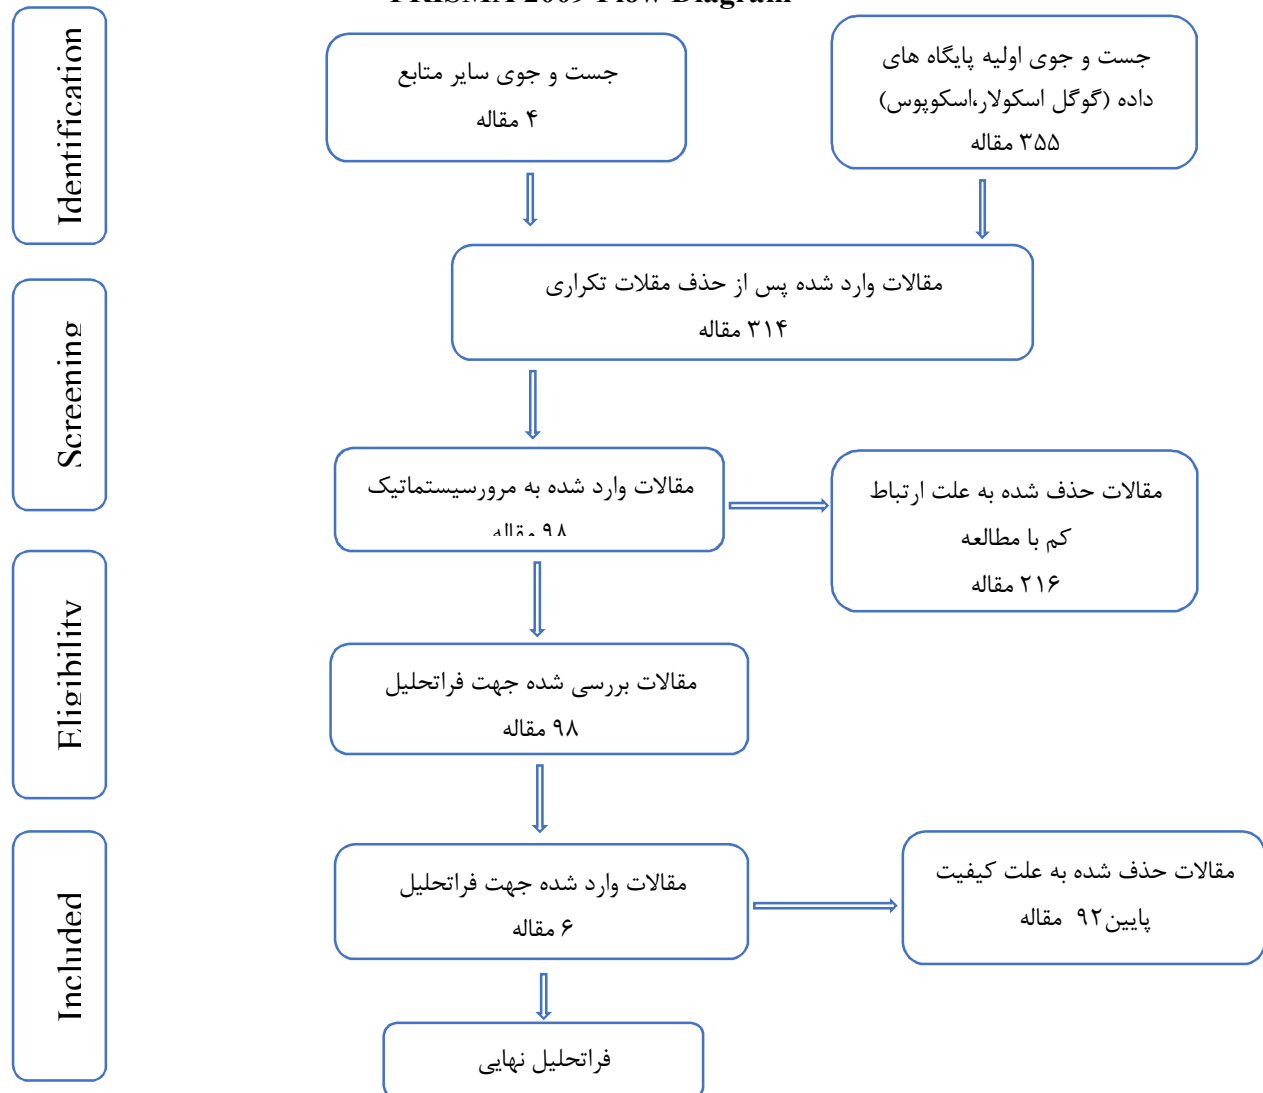 PRISMA 2009 Flow Diagram
Identification
جست و جوی اولیه پایگاه های
داده (گوگل اسکولار،اسکوپوس)
۳۵۵ مقاله
جست و جوی سایر متابع
۴ مقاله
مقالات وارد شده پس از حذف مقلات تکراری
۳۱۴ مقاله
Screening
مقالات وارد شده به مرورسیستماتیک
۹۸ مقاله
مقالات حذف شده به علت ارتباط
کم با مطالعه
۲۱۶ مقاله
Eligibility
مقالات بررسی شده جهت فراتحلیل
۹۸ مقاله
Included
مقالات وارد شده جهت فراتحلیل
۶ مقاله
مقالات حذف شده به علت کیفیت
پایین۹۲ مقاله
فراتحلیل نهایی